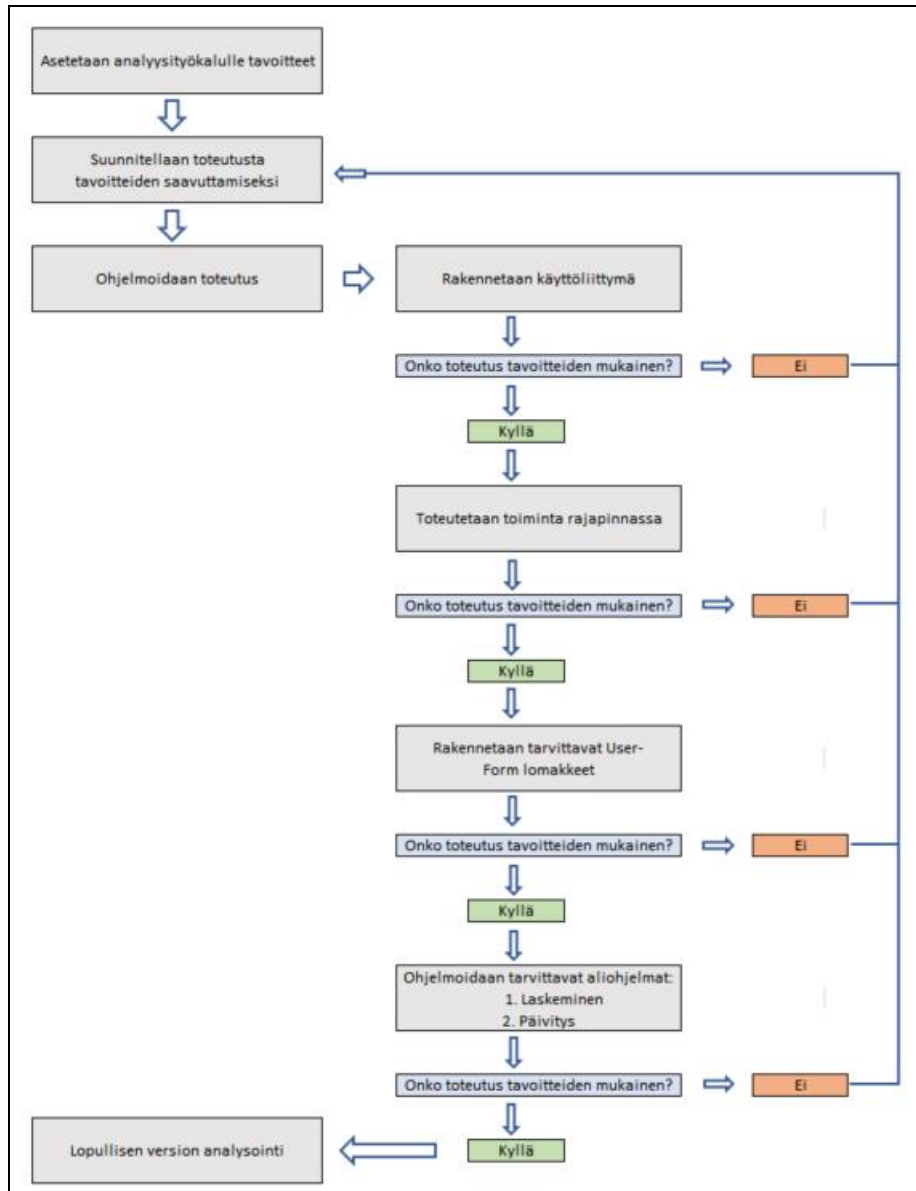 Asetetaan analyysityökalulle tavoitteet
Suunnitellaan toteutusta
tavoitteiden saavuttamiseksi
Ohjelmoidaan toteutus
Rakennetaan käyttöliittymä
Onko toteutus tavoitteiden mukainen?
Ei
Kyllä
Toteutetaan toiminta rajapinnassa
Onko toteutus tavoitteiden mukainen?
Ei
Kyllä
Rakennetaan tarvittavat User-
Form lomakkeet
Onko toteutus tavoitteiden mukainen?
Ei
Kyllä
Ohjelmoidaan tarvittavat aliohjelmat:
1. Laskeminen
2. Päivitys
Onko toteutus tavoitteiden mukainen?
Ei
Kyllä
Lopullisen version analysointi